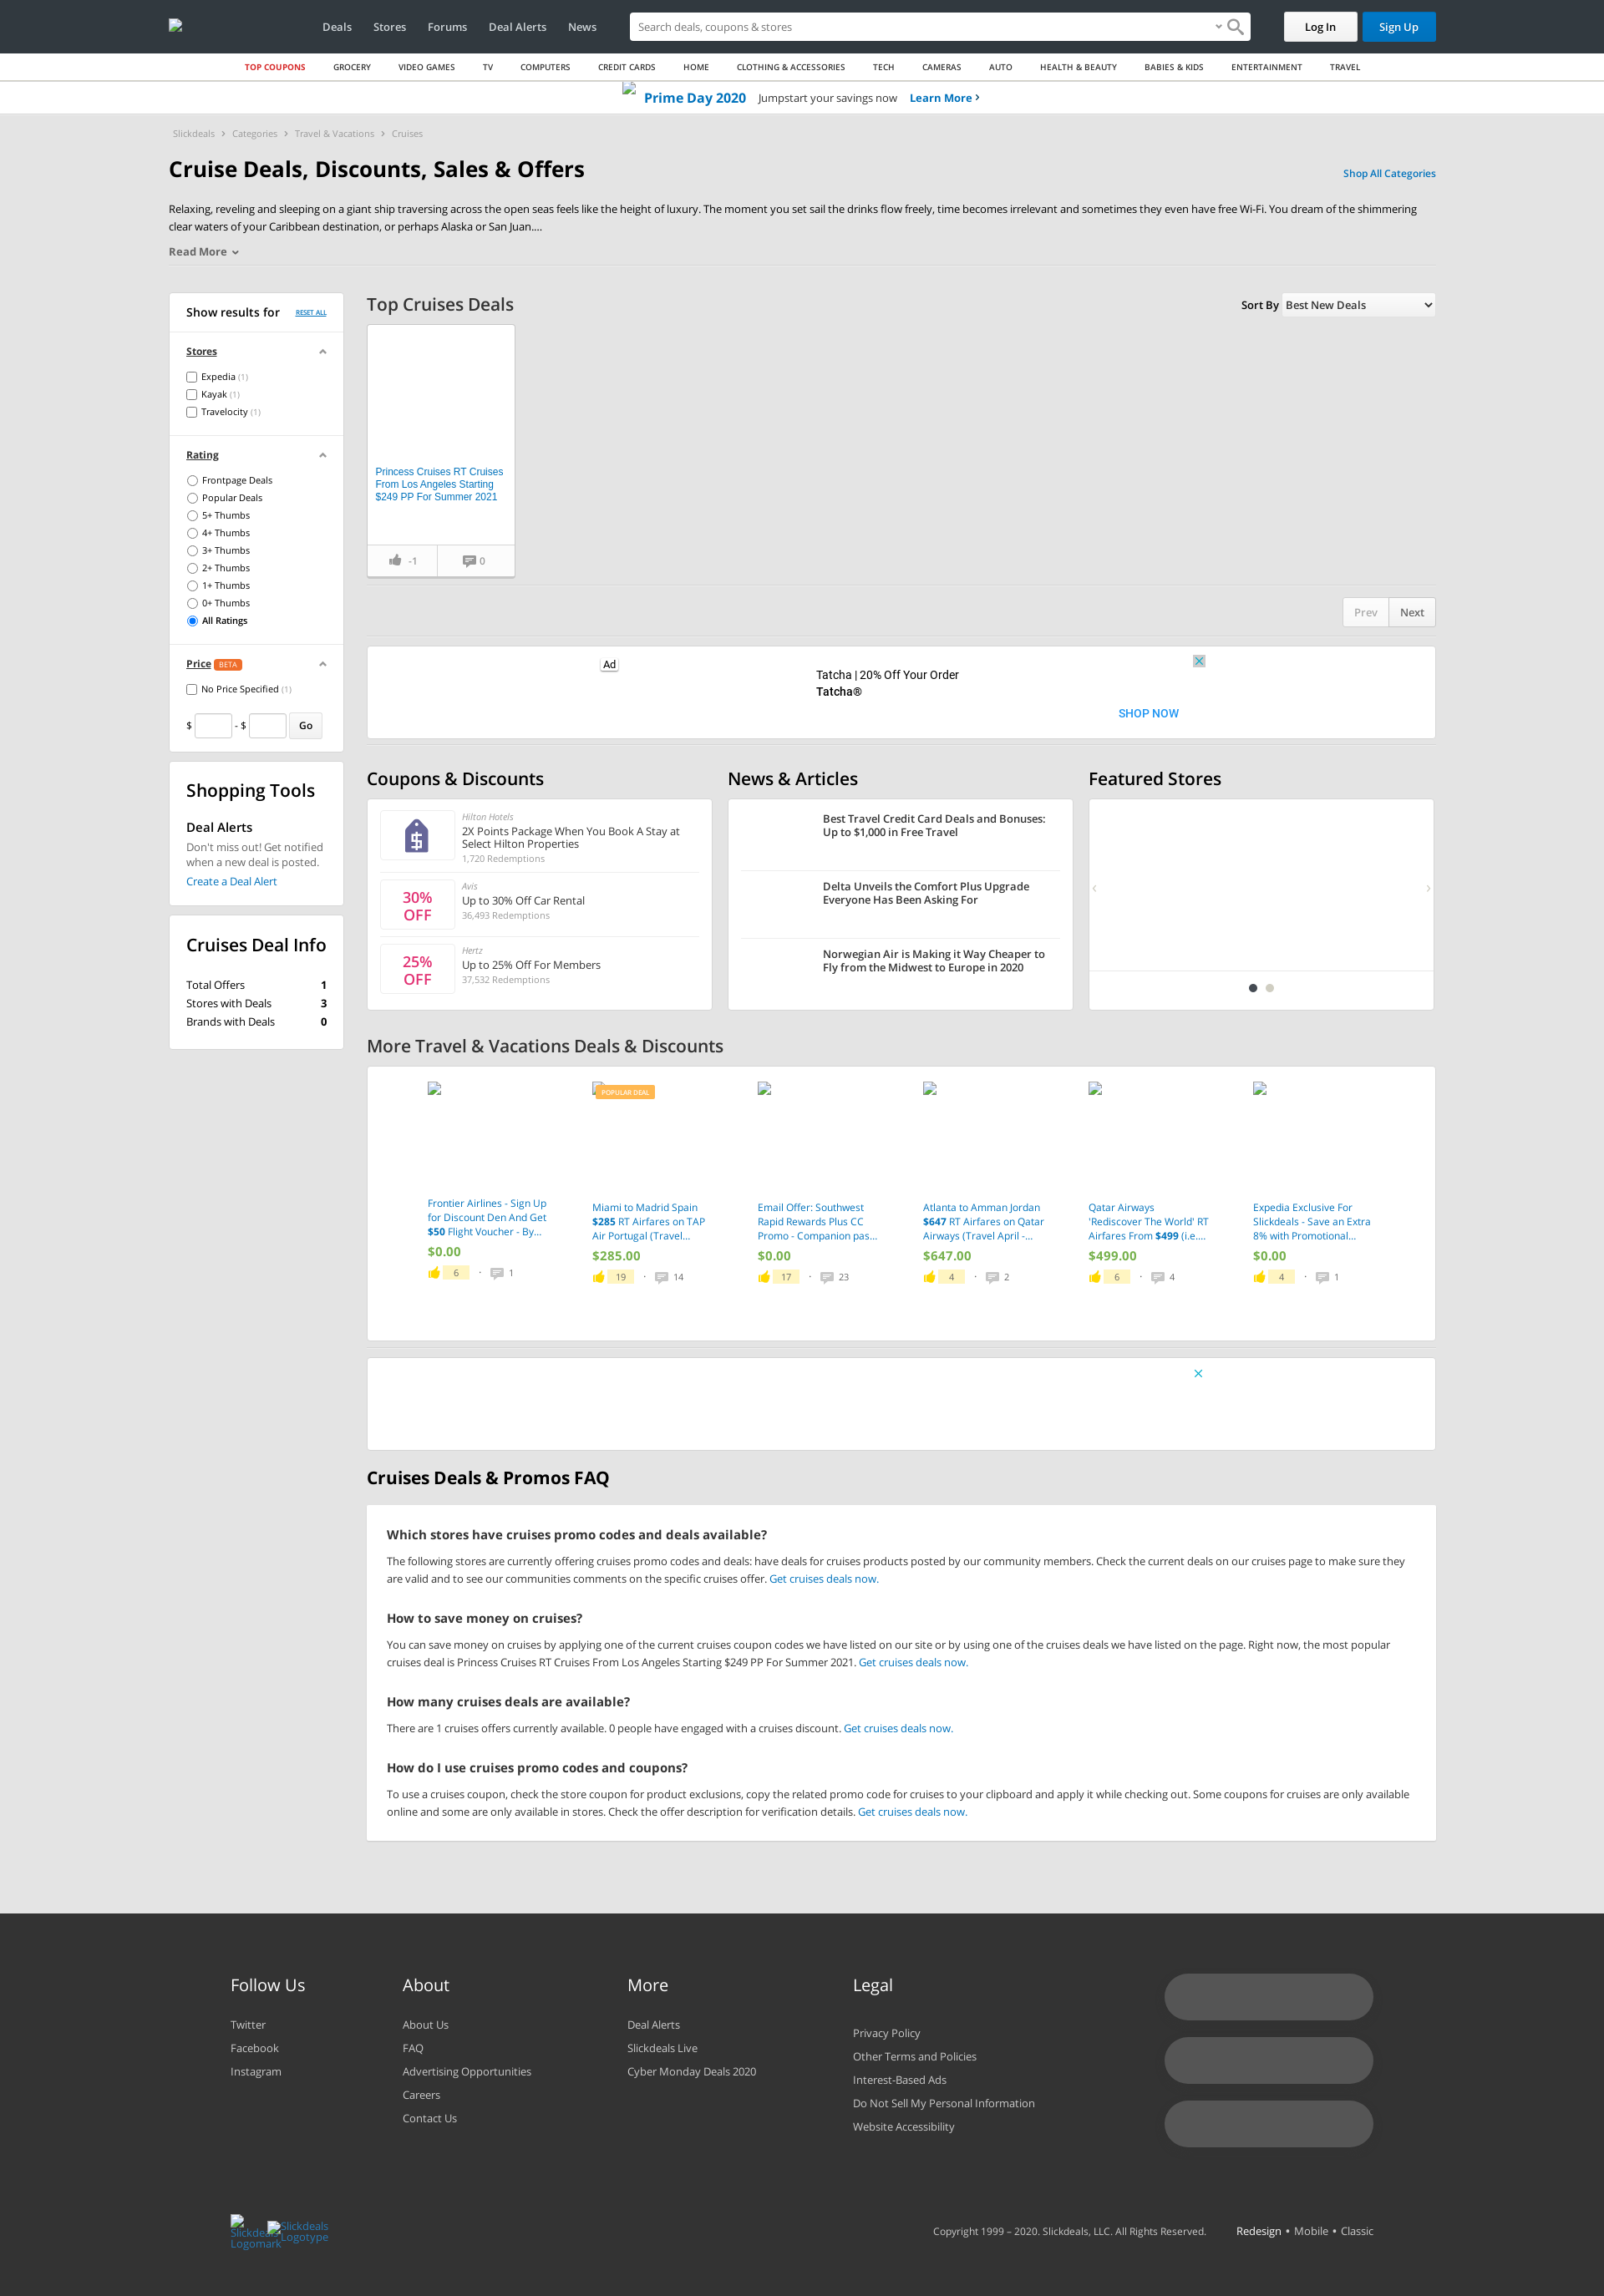 Deals Stores Forums Deal Alerts News Search deals, coupons & stores Log In Sign Up
TOP COUPONS GROCERY VIDEO GAMES TV COMPUTERS CREDIT CARDS HOME CLOTHING & ACCESSORIES TECH CAMERAS AUTO HEALTH & BEAUTY BABIES & KIDS ENTERTAINMENT TRAVEL
Prime Day 2020 Jumpstart your savings now Learn More ›
Slickdeals › Categories › Travel & Vacations › Cruises
Cruise Deals, Discounts, Sales & Offers
Shop All Categories
Relaxing, reveling and sleeping on a giant ship traversing across the open seas feels like the height of luxury. The moment you set sail the drinks flow freely, time becomes irrelevant and sometimes they even have free Wi-Fi. You dream of the shimmering
clear waters of your Caribbean destination, or perhaps Alaska or San Juan....
Read More
Show results for RESET ALL
Stores
Expedia (1)
Kayak (1)
Travelocity (1)
Rating
Frontpage Deals
Popular Deals
5+ Thumbs
4+ Thumbs
3+ Thumbs
2+ Thumbs
1+ Thumbs
0+ Thumbs
All Ratings
Price BETA
No Price Specified (1)
$ - $ Go
Shopping Tools
Deal Alerts
Don't miss out! Get notified
when a new deal is posted.
Create a Deal Alert
Cruises Deal Info
Total Offers 1
Stores with Deals 3
Brands with Deals 0
Top Cruises Deals
Sort By Best New Deals
Princess Cruises RT Cruises
From Los Angeles Starting
$249 PP For Summer 2021
-1 0
Prev Next
Ad
Tatcha | 20% Off Your Order
Tatcha®
SHOP NOW
Coupons & Discounts
Hilton Hotels
2X Points Package When You Book A Stay at
Select Hilton Properties
1,720 Redemptions
30%
OFF
Avis
Up to 30% Off Car Rental
36,493 Redemptions
25%
OFF
Hertz
Up to 25% Off For Members
37,532 Redemptions
News & Articles
Best Travel Credit Card Deals and Bonuses:
Up to $1,000 in Free Travel
Delta Unveils the Comfort Plus Upgrade
Everyone Has Been Asking For
Norwegian Air is Making it Way Cheaper to
Fly from the Midwest to Europe in 2020
Featured Stores
‹ ›
More Travel & Vacations Deals & Discounts
Frontier Airlines - Sign Up
for Discount Den And Get
$50 Flight Voucher - By...
$0.00
6 · 1
POPULAR DEAL
Miami to Madrid Spain
$285 RT Airfares on TAP
Air Portugal (Travel...
$285.00
19 · 14
Email Offer: Southwest
Rapid Rewards Plus CC
Promo - Companion pas...
$0.00
17 · 23
Atlanta to Amman Jordan
$647 RT Airfares on Qatar
Airways (Travel April -...
$647.00
4 · 2
Qatar Airways
'Rediscover The World' RT
Airfares From $499 (i.e....
$499.00
6 · 4
Expedia Exclusive For
Slickdeals - Save an Extra
8% with Promotional...
$0.00
4 · 1
Cruises Deals & Promos FAQ
Which stores have cruises promo codes and deals available?
The following stores are currently offering cruises promo codes and deals: have deals for cruises products posted by our community members. Check the current deals on our cruises page to make sure they
are valid and to see our communities comments on the specific cruises offer. Get cruises deals now.
How to save money on cruises?
You can save money on cruises by applying one of the current cruises coupon codes we have listed on our site or by using one of the cruises deals we have listed on the page. Right now, the most popular
cruises deal is Princess Cruises RT Cruises From Los Angeles Starting $249 PP For Summer 2021. Get cruises deals now.
How many cruises deals are available?
There are 1 cruises offers currently available. 0 people have engaged with a cruises discount. Get cruises deals now.
How do I use cruises promo codes and coupons?
To use a cruises coupon, check the store coupon for product exclusions, copy the related promo code for cruises to your clipboard and apply it while checking out. Some coupons for cruises are only available
online and some are only available in stores. Check the offer description for verification details. Get cruises deals now.
Follow Us
Twitter
Facebook
Instagram
About
About Us
FAQ
Advertising Opportunities
Careers
Contact Us
More
Deal Alerts
Slickdeals Live
Cyber Monday Deals 2020
Legal
Privacy Policy
Other Terms and Policies
Interest-Based Ads
Do Not Sell My Personal Information
Website Accessibility
Slickdeals
Logomark
Slickdeals
Logotype
Copyright 1999 – 2020. Slickdeals, LLC. All Rights Reserved. Redesign • Mobile • Classic